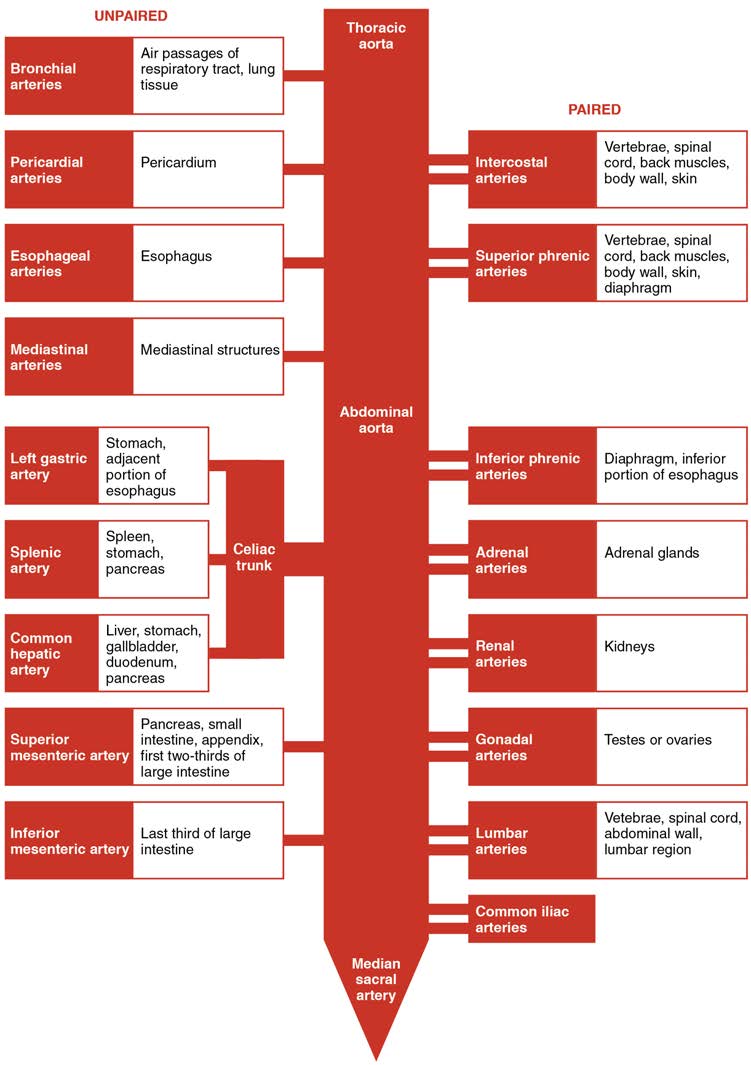 UNPAIRED
Thoracic
aorta
Bronchial
arteries
Air passages of
respiratory tract, lung
tissue
PAIRED
Pericardial
arteries
Pericardium
Intercostal
arteries
Vertebrae, spinal
cord, back muscles,
body wall, skin
Esophageal
arteries
Esophagus
Superior phrenic
arteries
Vertebrae, spinal
cord, back muscles,
body wall, skin,
diaphragm
Mediastinal
arteries
Mediastinal structures
Abdominal
aorta
Left gastric
artery
Stomach,
adjacent
portion of
esophagus
Inferior phrenic
arteries
Diaphragm, inferior
portion of esophagus
Splenic
artery
Spleen,
stomach,
pancreas
Celiac
trunk
Adrenal
arteries
Adrenal glands
Common
hepatic
artery
Liver, stomach,
gallbladder,
duodenum,
pancreas
Renal
arteries
Kidneys
Superior
mesenteric artery
Pancreas, small
intestine, appendix,
first two-thirds of
large intestine
Gonadal
arteries
Testes or ovaries
Inferior
mesenteric artery
Last third of large
intestine
Lumbar
arteries
Vetebrae, spinal cord,
abdominal wall,
lumbar region
Common iliac
arteries
Median
sacral
artery